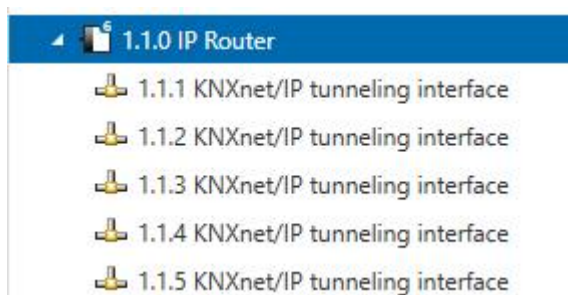 6
1.1.0 IP Router
1.1.1 KNXnet/IP tunneling interface
1.1.2 KNXnet/IP tunneling interface
1.1.3 KNXnet/IP tunneling interface
1.1.4 KNXnet/IP tunneling interface
1.1.5 KNXnet/IP tunneling interface